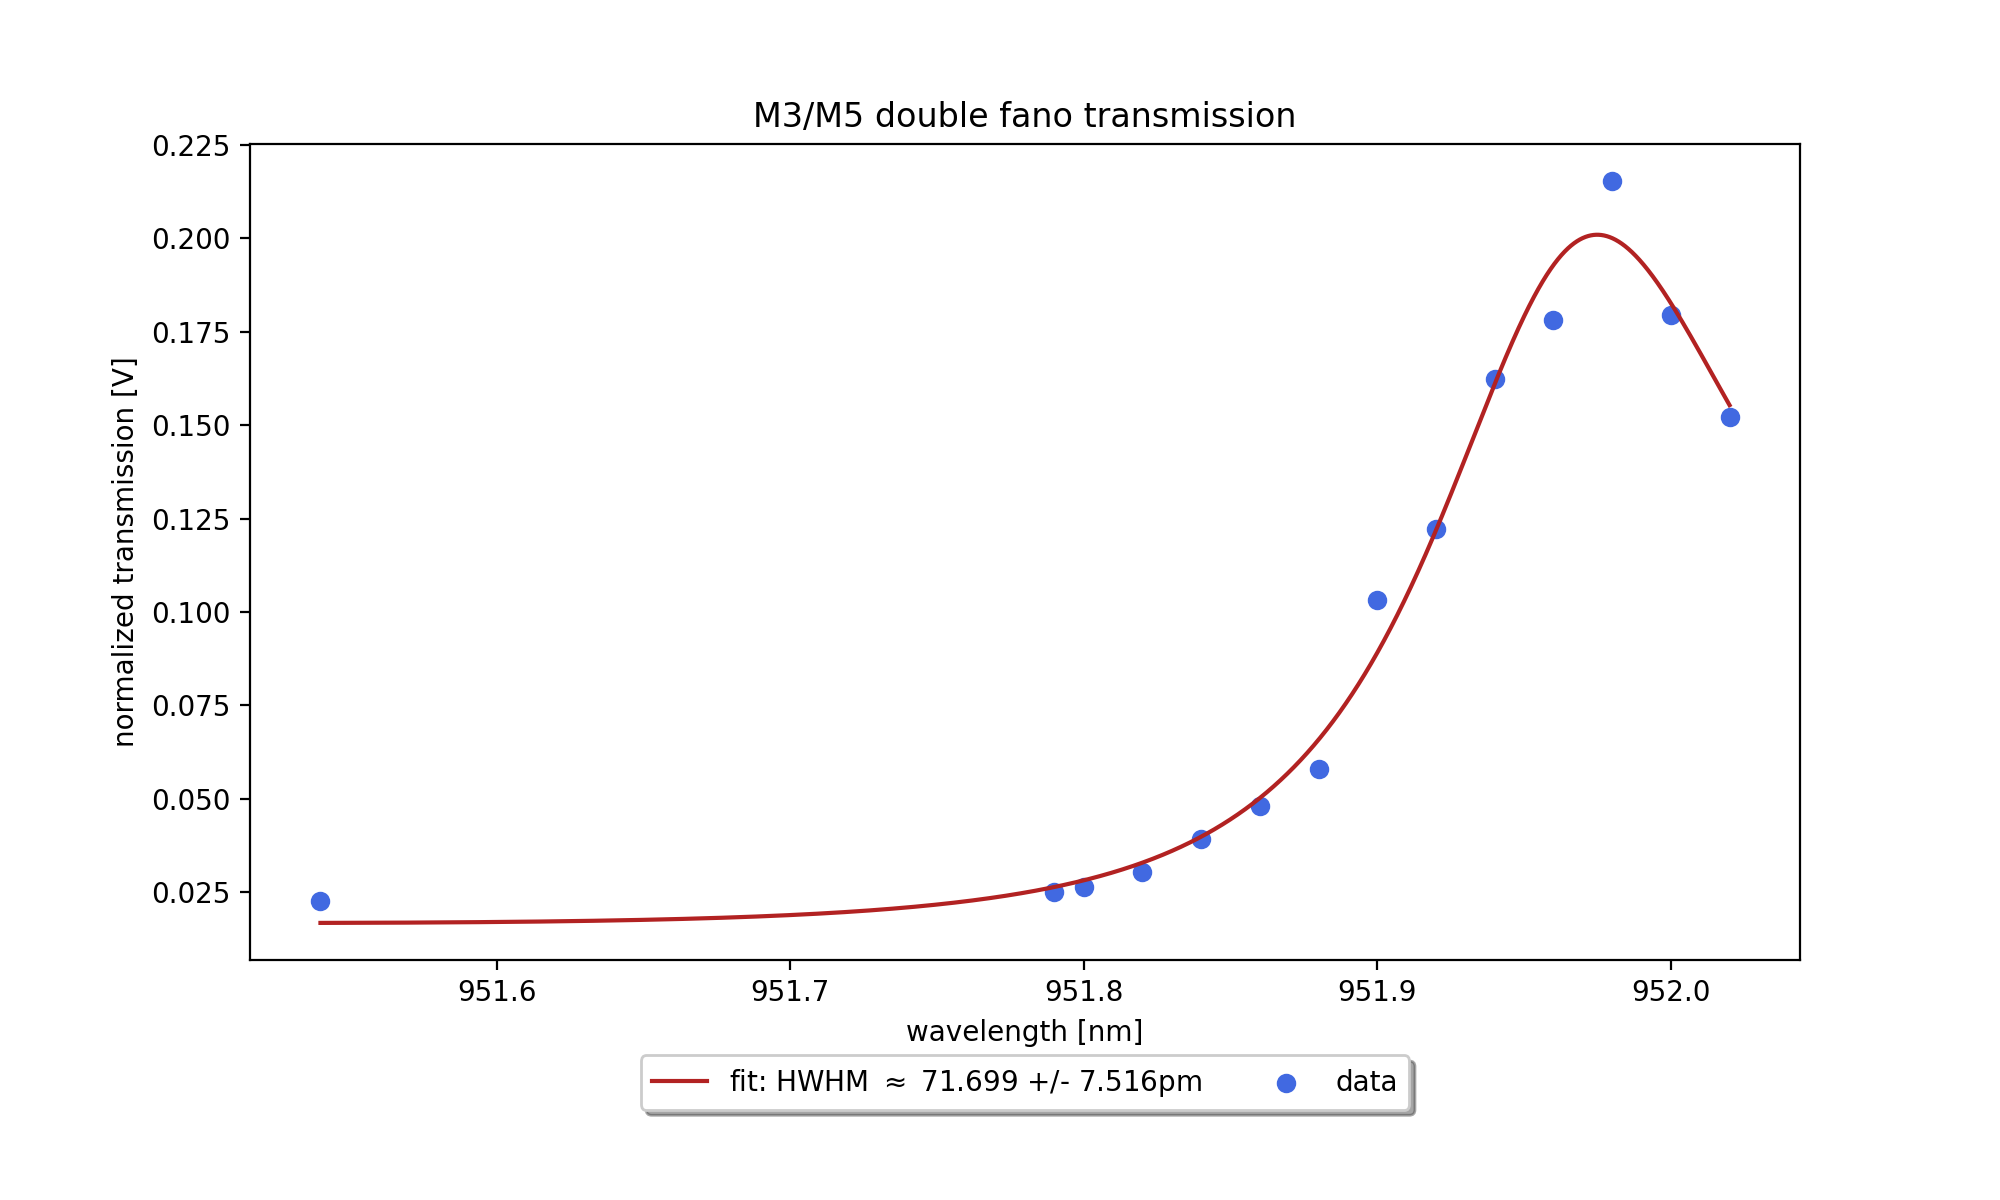 M3/M5 double fano transmission
0.225
0.200
0.175
0.150
0.125
0.100
0.075
0.050
0.025
normalized transmission [V]
951.6 951.7 951.8 951.9 952.0
wavelength [nm]
fit: HWHM ≈ 71.699 +/- 7.516pm data